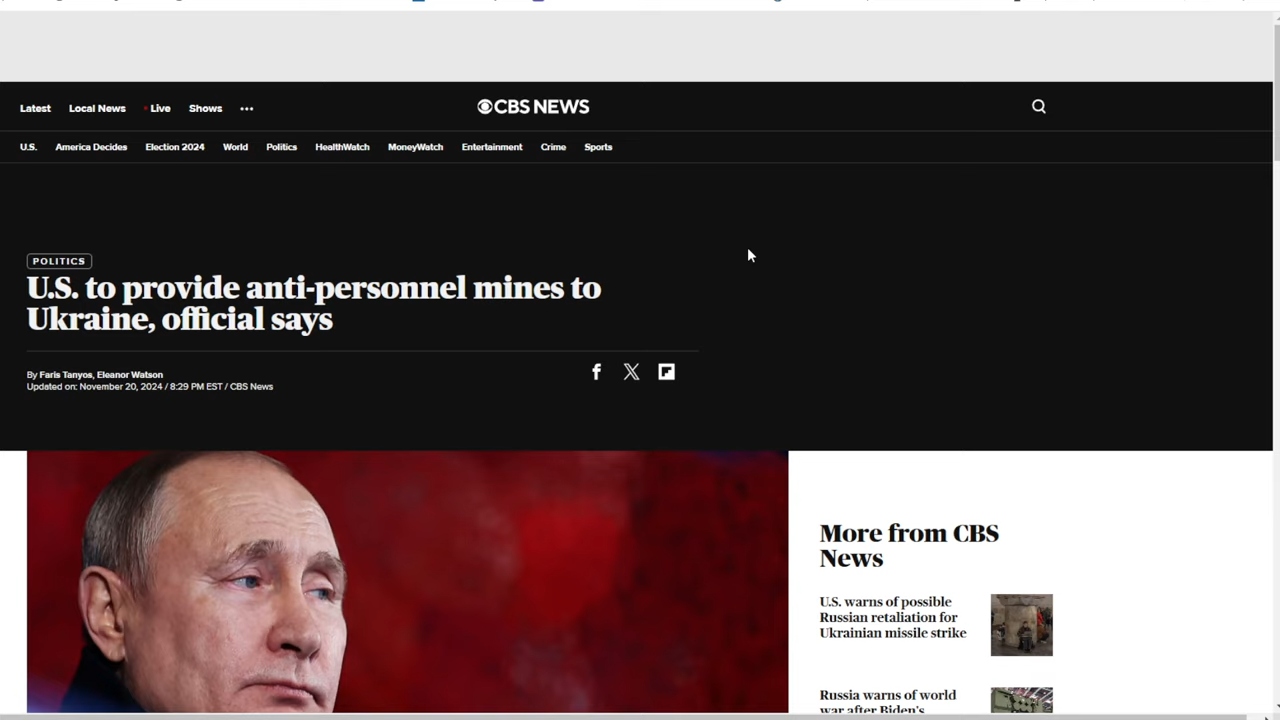 Latest Local News Live Shows
CBS NEWS
U.S. America Decides Election 2024 World Politics HealthWatch MoneyWatch Entertainment Crime Sports
POLITICS
U.S. to provide anti-personnel mines to
Ukraine, official says
By Faris Tanyos, Eleanor Watson
Updated on: November 20, 2024 / 8:29 PM EST / CBS News
More from CBS
News
U.S. warns of possible
Russian retaliation for
Ukrainian missile strike
Russia warns of world
war after Biden's